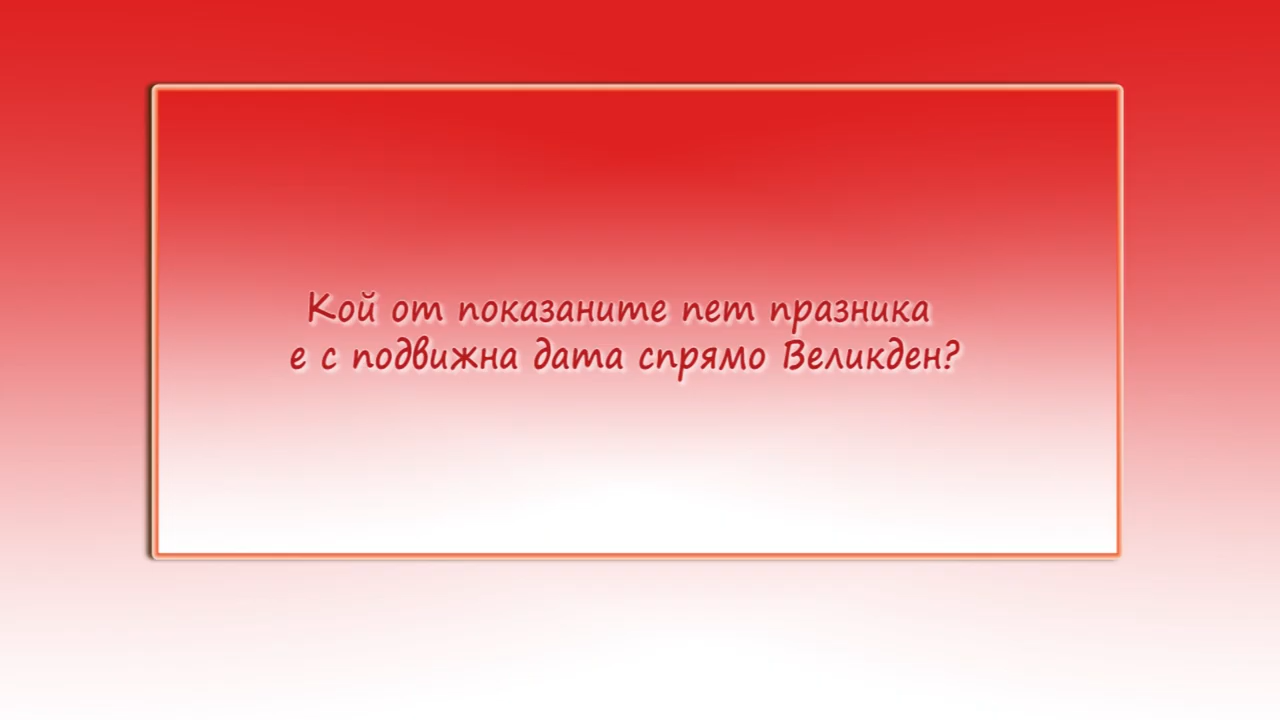 Кой от показаните пет празника
е с подвижна дата спрямо Великден?